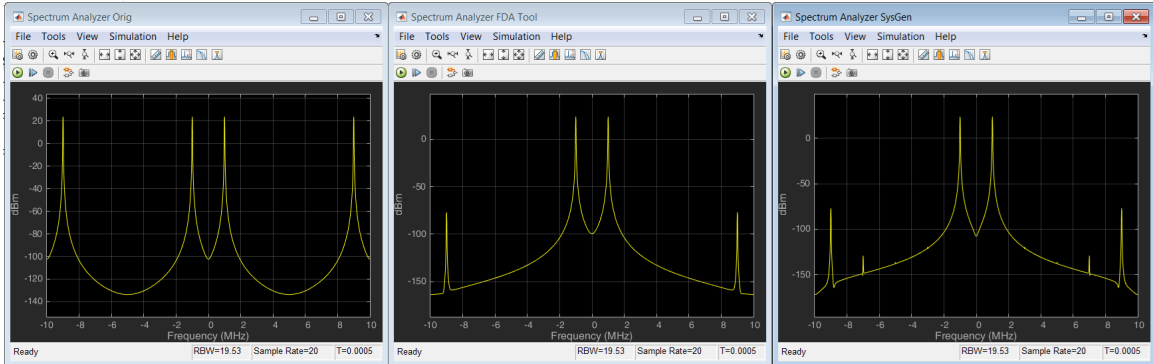 Spectrum Analyzer Orig
File Tools View Simulation Help
40
20
0
-20
-40
-60
-80
-100
-120
-140
dBm
-10 -8 -6 -4 -2 0 2 4 6 8 10
Frequency (MHz)
Ready RBW=19.53 Sample Rate=20 T=0.0005
Spectrum Analyzer FDA Tool
File Tools View Simulation Help
0
-50
-100
-150
dBm
-10 -8 -6 -4 -2 0 2 4 6 8 10
Frequency (MHz)
Ready RBW=19.53 Sample Rate=20 T=0.0005
Spectrum Analyzer SysGen
File Tools View Simulation Help
0
-50
-100
-150
dBm
-10 -8 -6 -4 -2 0 2 4 6 8 10
Frequency (MHz)
Ready RBW=19.53 Sample Rate=20 T=0.0005